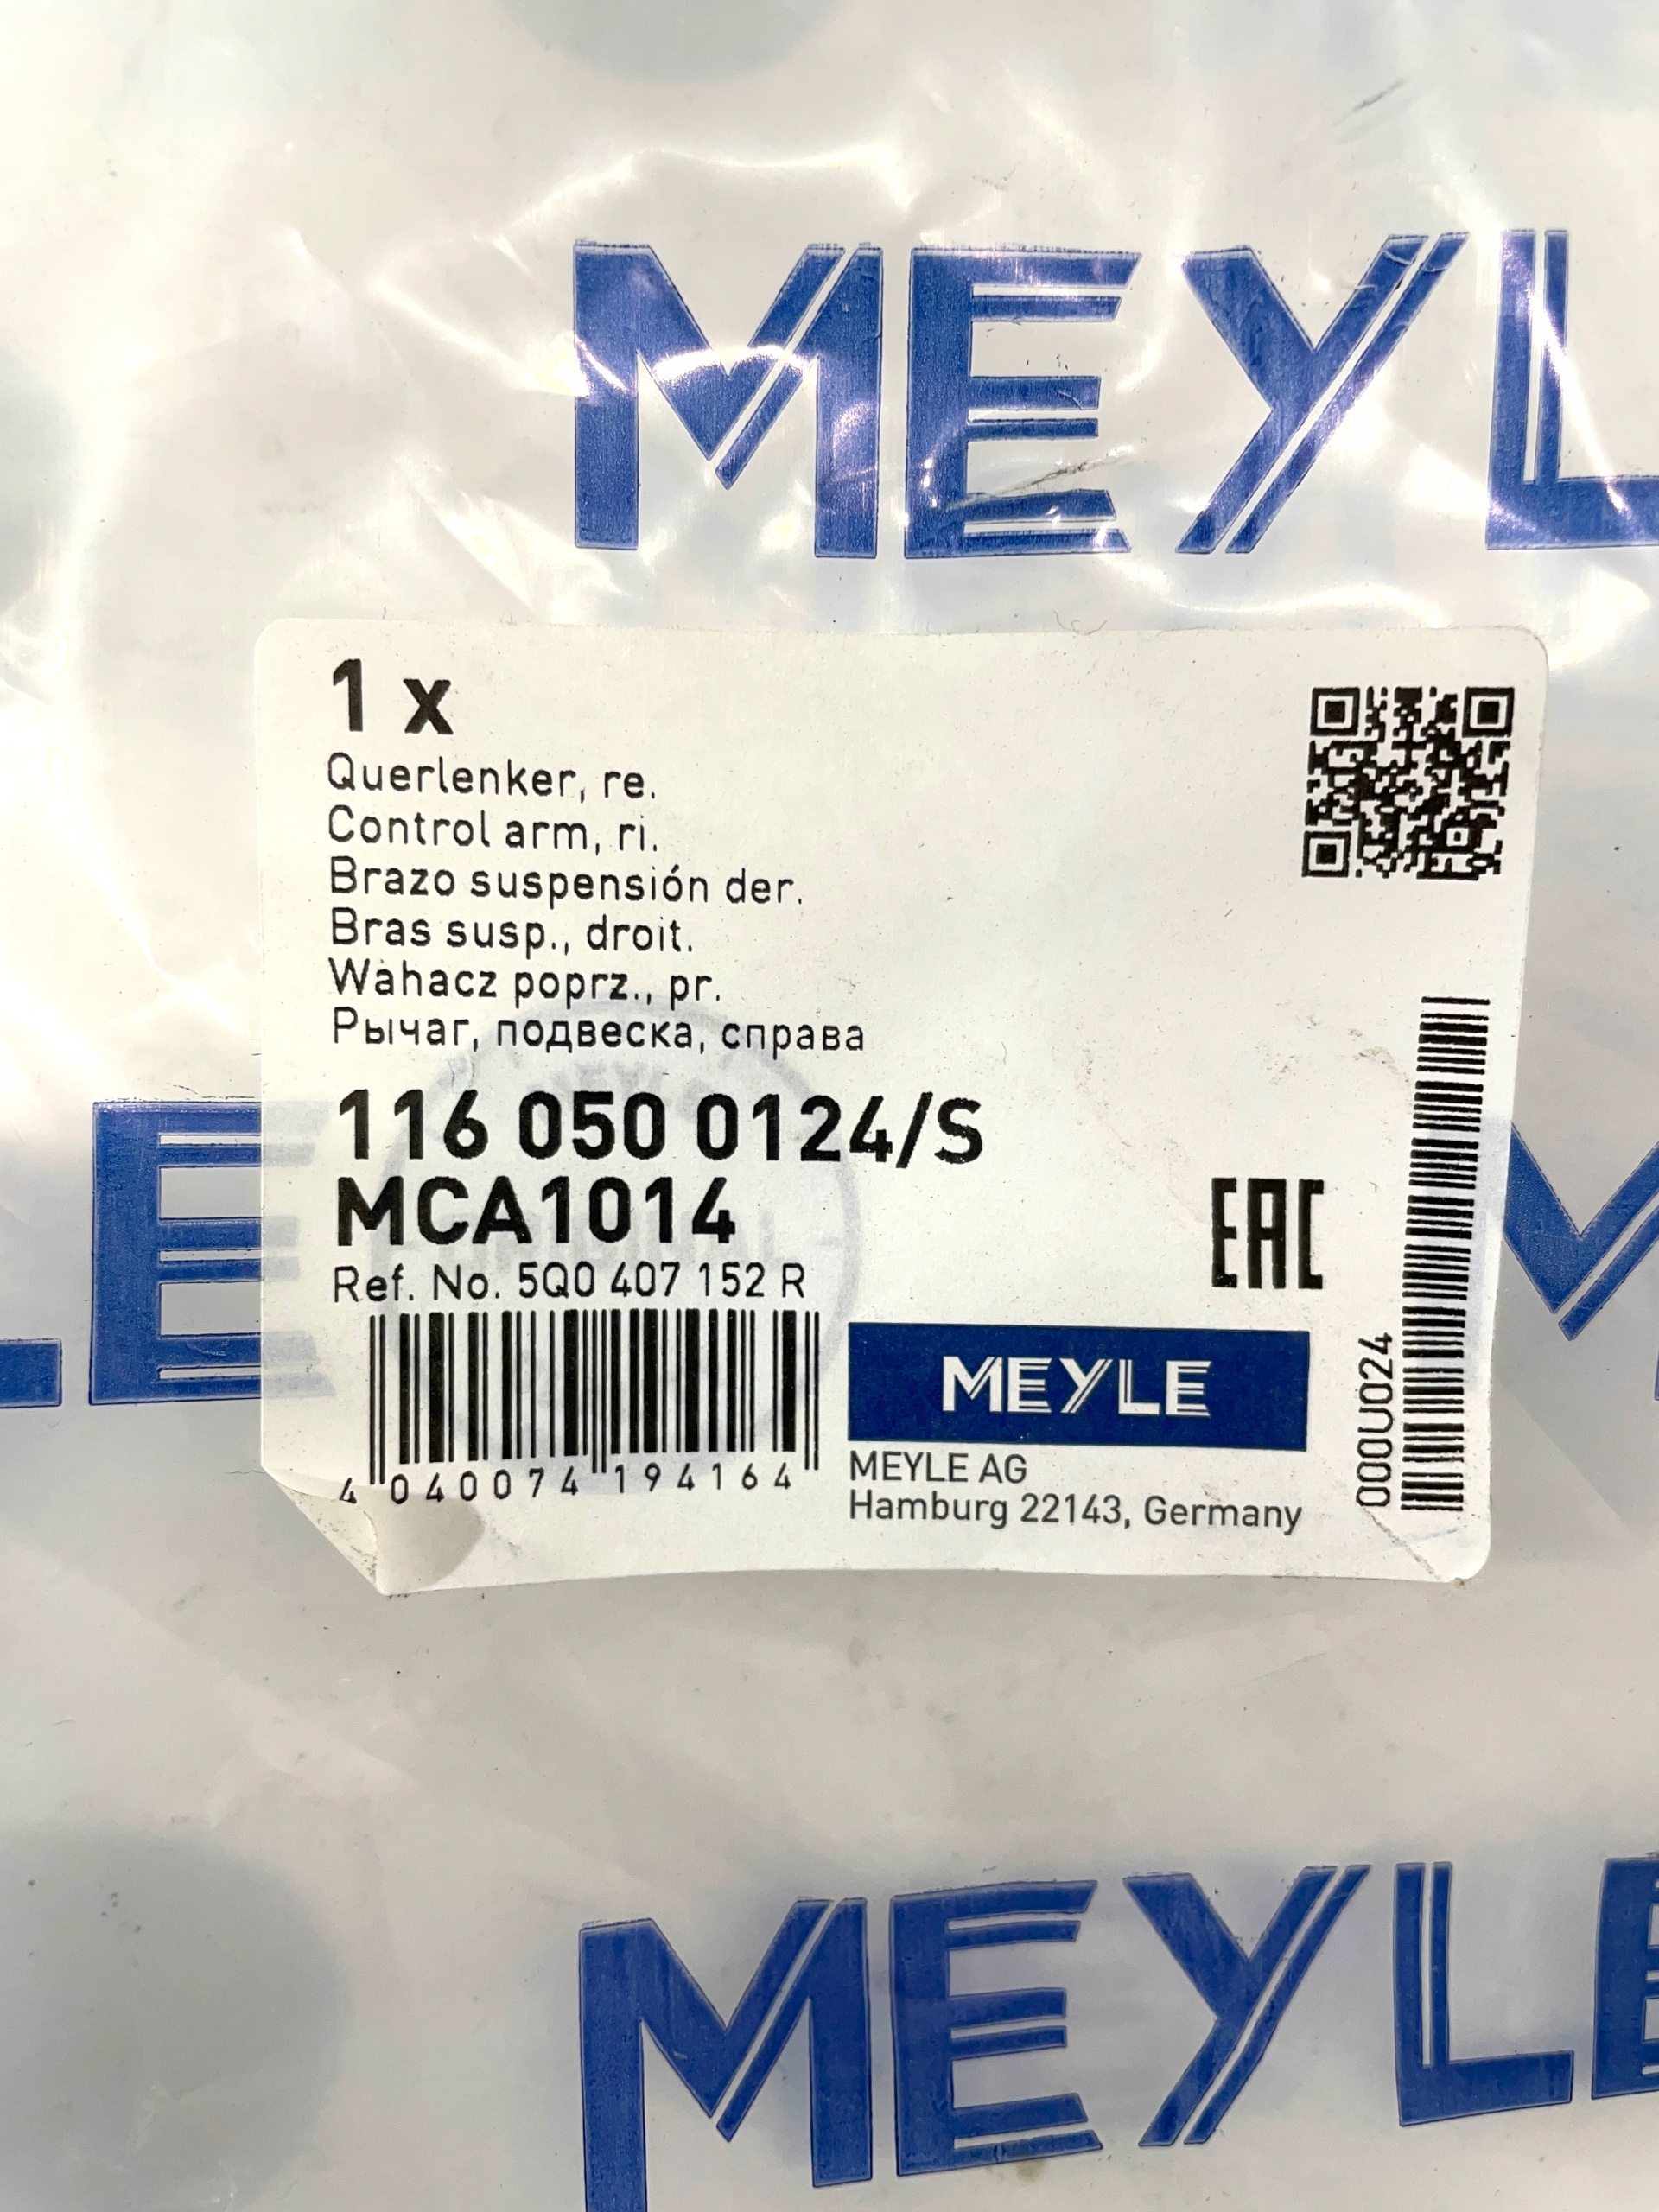 MEYL
1 x
Querlenker, re.
Control arm, ri.
Brazo suspensión der.
Bras susp., droit.
Wahacz poprz., pr.
Рычаг, подвеска, справа
116 050 0124/S
MCA1014
Ref. No. 5Q0 407 152 R
EAC
4 040074 194164
MEYLE
MEYLE AG
Hamburg 22143, Germany
000U024
LE
M
MEYLE